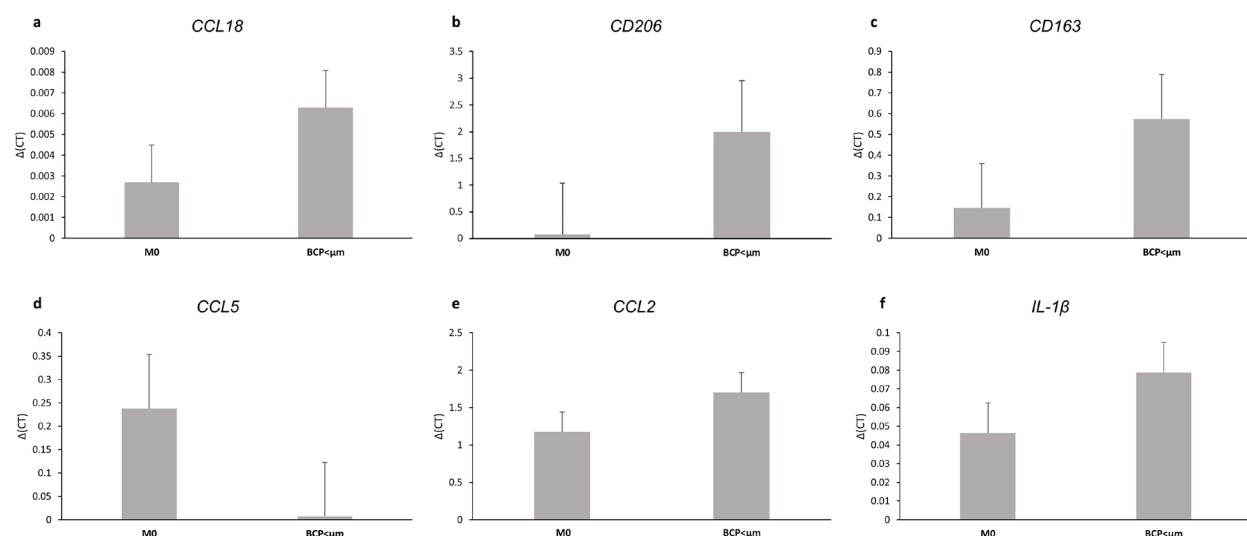 a
CCL18
0.009
0.008
0.007
0.006
0.005
0.004
0.003
0.002
0.001
0
Δ(CT)
M0
BCP<μm
b
CD206
3.5
3
2.5
2
1.5
1
0.5
0
Δ(CT)
M0
BCP<μm
c
CD163
0.9
0.8
0.7
0.6
0.5
0.4
0.3
0.2
0.1
0
Δ(CT)
M0
BCP<μm
d
CCL5
0.4
0.35
0.3
0.25
0.2
0.15
0.1
0.05
0
Δ(CT)
M0
BCP<μm
e
CCL2
2.5
2
1.5
1
0.5
0
Δ(CT)
M0
BCP<μm
f
IL-1β
0.1
0.09
0.08
0.07
0.06
0.05
0.04
0.03
0.02
0.01
0
Δ(CT)
M0
BCP<μm